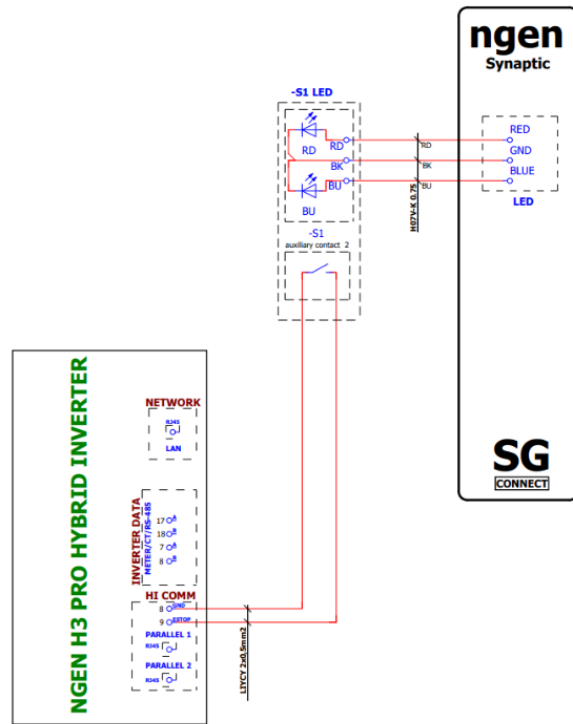 ngen
Synaptic
-S1 LED
RED
RD
RD
RD
GND
BK
BK
BLUE
BU
BU
BU
LED
H07V-K 0.75
-S1
auxiliary contact 2
NGEN H3 PRO HYBRID INVERTER
NETWORK
RJ45
LAN
SG
CONNECT
INVERTER DATA
METER/CT/RS-485
17 A
18 B
7 A
8 B
HI COMM
8 GND
9 ESTOP
PARALLEL 1
RJ45
PARALLEL 2
RJ45
LIYCY 2x0,5mm2